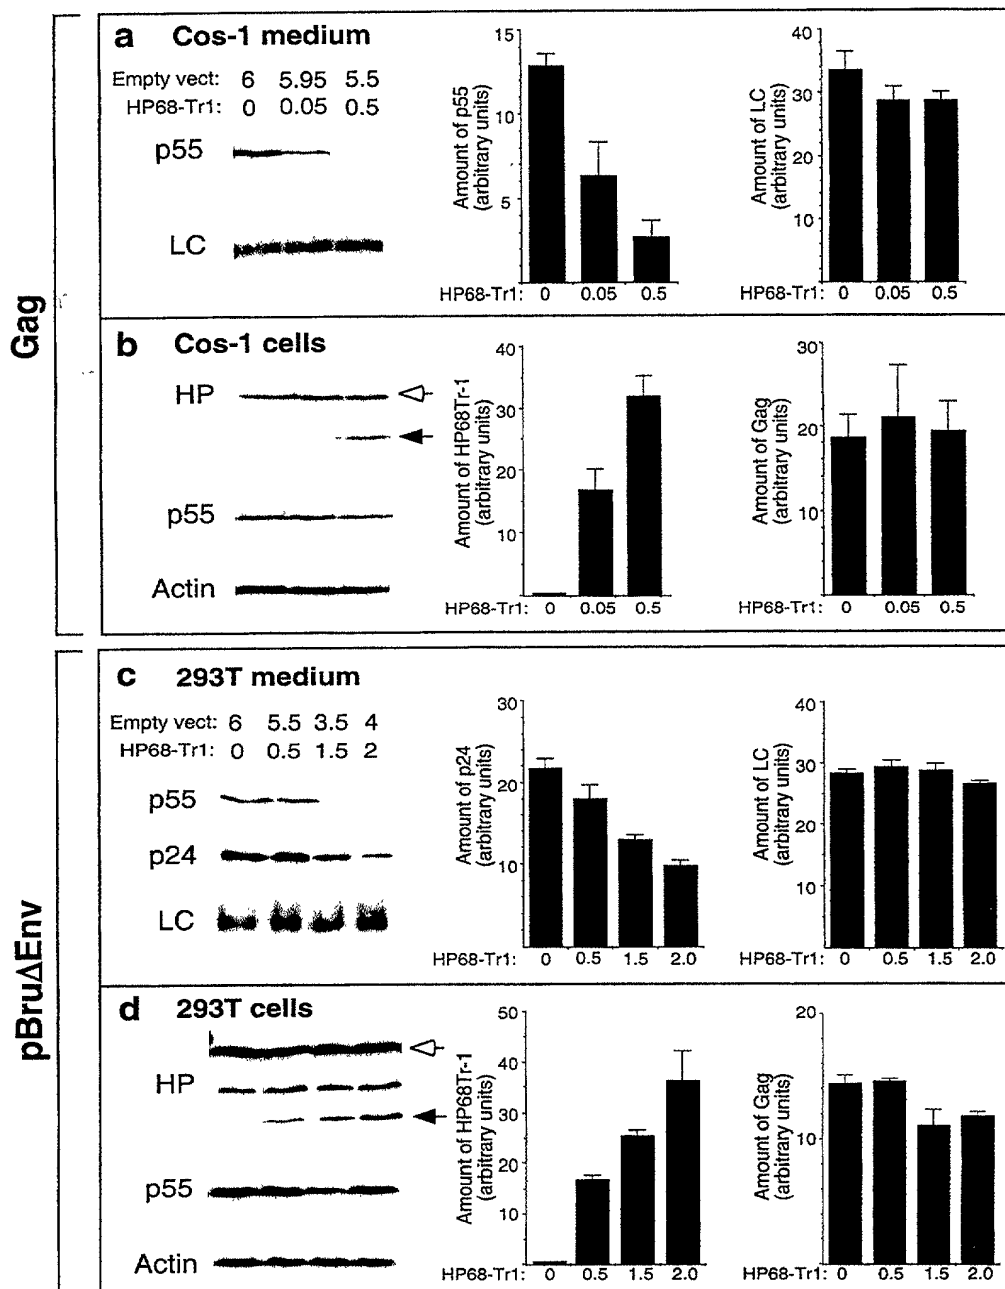 Gag
a Cos-1 medium
Empty vect: 6 5.95 5.5
HP68-Tr1: 0 0.05 0.5
p55
LC
Amount of p55
(arbitrary units)
15
10
5
HP68-Tr1: 0 0.05 0.5
Amount of LC
(arbitrary units)
40
30
20
10
HP68-Tr1: 0 0.05 0.5
b Cos-1 cells
HP
p55
Actin
Amount of HP68Tr-1
(arbitrary units)
40
30
20
10
HP68-Tr1: 0 0.05 0.5
Amount of Gag
(arbitrary units)
30
20
10
HP68-Tr1: 0 0.05 0.5
pBru∆Env
c 293T medium
Empty vect: 6 5.5 3.5 4
HP68-Tr1: 0 0.5 1.5 2
p55
p24
LC
Amount of p24
(arbitrary units)
30
20
10
HP68-Tr1: 0 0.5 1.5 2.0
Amount of LC
(arbitrary units)
40
30
20
10
HP68-Tr1: 0 0.5 1.5 2.0
d 293T cells
HP
p55
Actin
Amount of HP68Tr-1
(arbitrary units)
50
40
30
20
10
HP68-Tr1: 0 0.5 1.5 2.0
Amount of Gag
(arbitrary units)
20
10
HP68-Tr1: 0 0.5 1.5 2.0